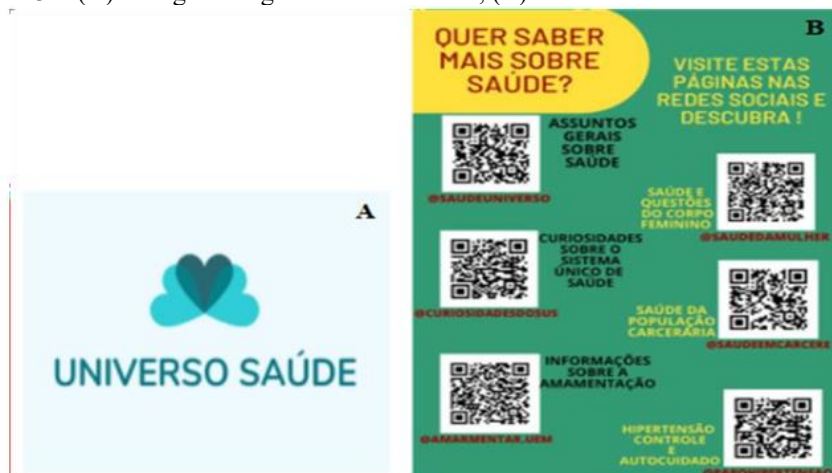 A
UNIVERSO SAÚDE
B
QUER SABER
MAIS SOBRE
SAÚDE?
VISITE ESTAS
PÁGINAS NAS
REDES SOCIAIS E
DESCUBRA !
ASSUNTOS
GERAIS
SOBRE
SAÚDE
@SAUDEUNIVERSO
SAÚDE E
QUESTÕES
DO CORPO
FEMININO
@SAUDEDAMULHER
CURIOSIDADES
SOBRE O
SISTEMA
ÚNICO DE
SAÚDE
@CURIOSIDADESDOSUS
SAÚDE DA
POPULAÇÃO
CARCERÁRIA
@SAUDEEMCARCERE
INFORMAÇÕES
SOBRE A
AMAMENTAÇÃO
@AMARMENTAR.UEM
HIPERTENSÃO
CONTROLE
E
AUTOCUIDADO